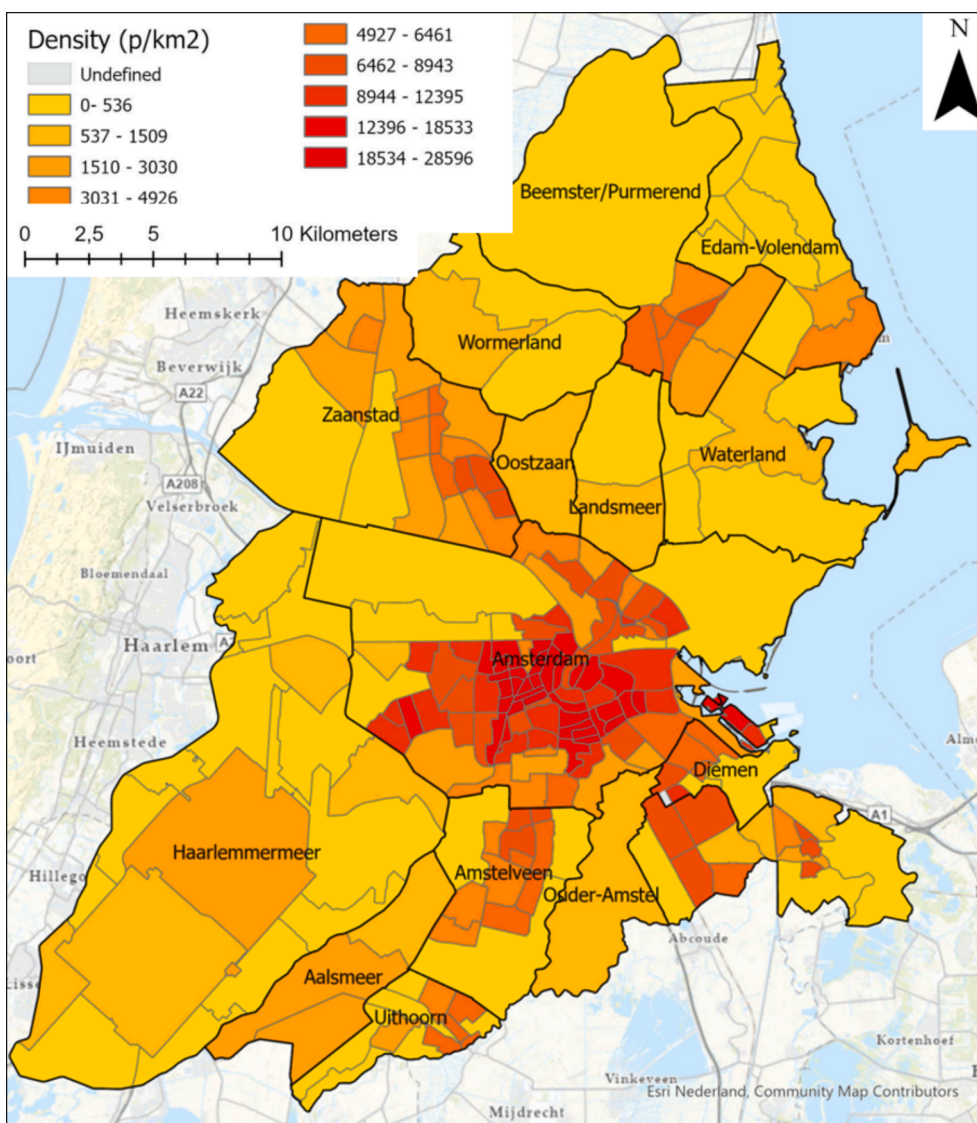 Density (p/km2)
Undefined
0- 536
537 - 1509
1510 - 3030
3031 - 4926
4927 - 6461
6462 - 8943
8944 - 12395
12396 - 18533
18534 - 28596
N
0 2,5 5 10 Kilometers
Beemster/Purmerend
Edam-Volendam
Heemskerk
Wormerland
Beverwijk
A22
Zaanstad
IJmuiden
Oostzaan
Waterland
A208
Velserbroek
Landsmeer
Bloemendaal
Haarlem
Amsterdam
Heemstede
Diemen
A1
Haarlemmermeer
Amstelveen
Ouder-Amstel
Abcoude
Aalsmeer
Uithoorn
Kortenhoef
Vinkeveen
Esri Nederland, Community Map Contributors
Mijdrecht